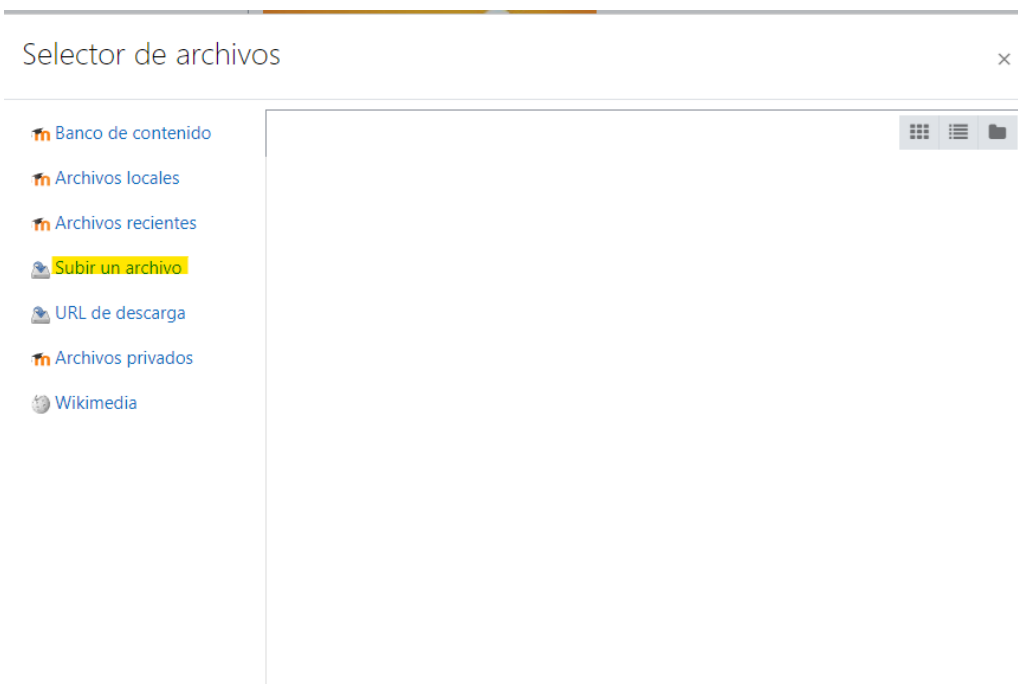 Selector de archivos
×
Banco de contenido
Archivos locales
Archivos recientes
Subir un archivo
URL de descarga
Archivos privados
Wikimedia